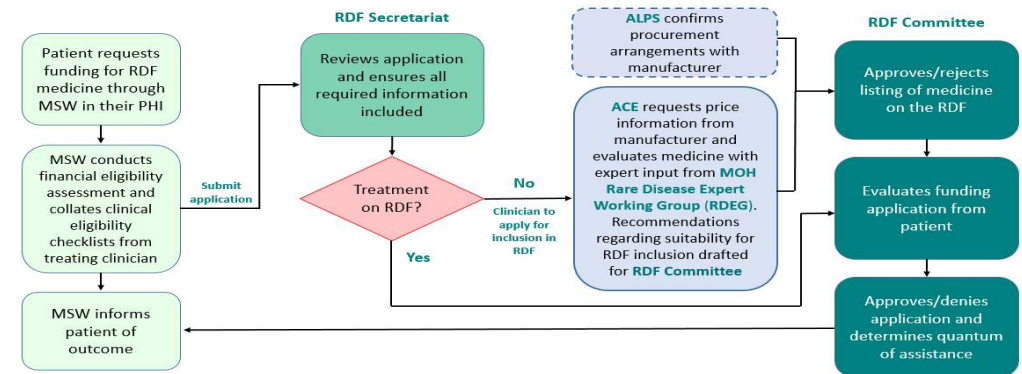 Patient requests
funding for RDF
medicine through
MSW in their PHI
MSW conducts
financial eligibility
assessment and
collates clinical
eligibility
checklists from
treating clinician
MSW informs
patient of
outcome
Submit
application
RDF Secretariat
Reviews application
and ensures all
required information
included
Treatment
on RDF?
No
Clinician to
apply for
inclusion in
RDF
Yes
ALPS confirms
procurement
arrangements with
manufacturer
ACE requests price
information from
manufacturer and
evaluates medicine with
expert input from MOH
Rare Disease Expert
Working Group (RDEG).
Recommendations
regarding suitability for
RDF inclusion drafted
for RDF Committee
RDF Committee
Approves/rejects
listing of medicine
on the RDF
Evaluates funding
application from
patient
Approves/denies
application and
determines quantum
of assistance